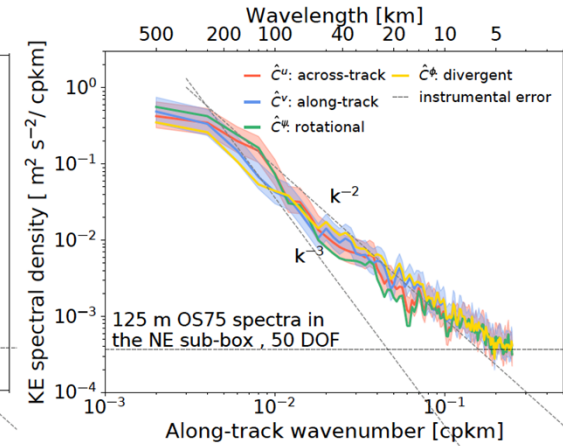 Wavelength [km]
500 200 100 40 20 10 5
KE spectral density [ m² s⁻²/ cpkm]
10⁰
10⁻¹
10⁻²
10⁻³
10⁻⁴
Ĉᵘ: across-track
Ĉᵛ: along-track
Ĉᵠ: rotational
Ĉᶲ: divergent
instrumental error
k⁻²
k⁻³
125 m OS75 spectra in
the NE sub-box , 50 DOF
10⁻³ 10⁻² 10⁻¹
Along-track wavenumber [cpkm]